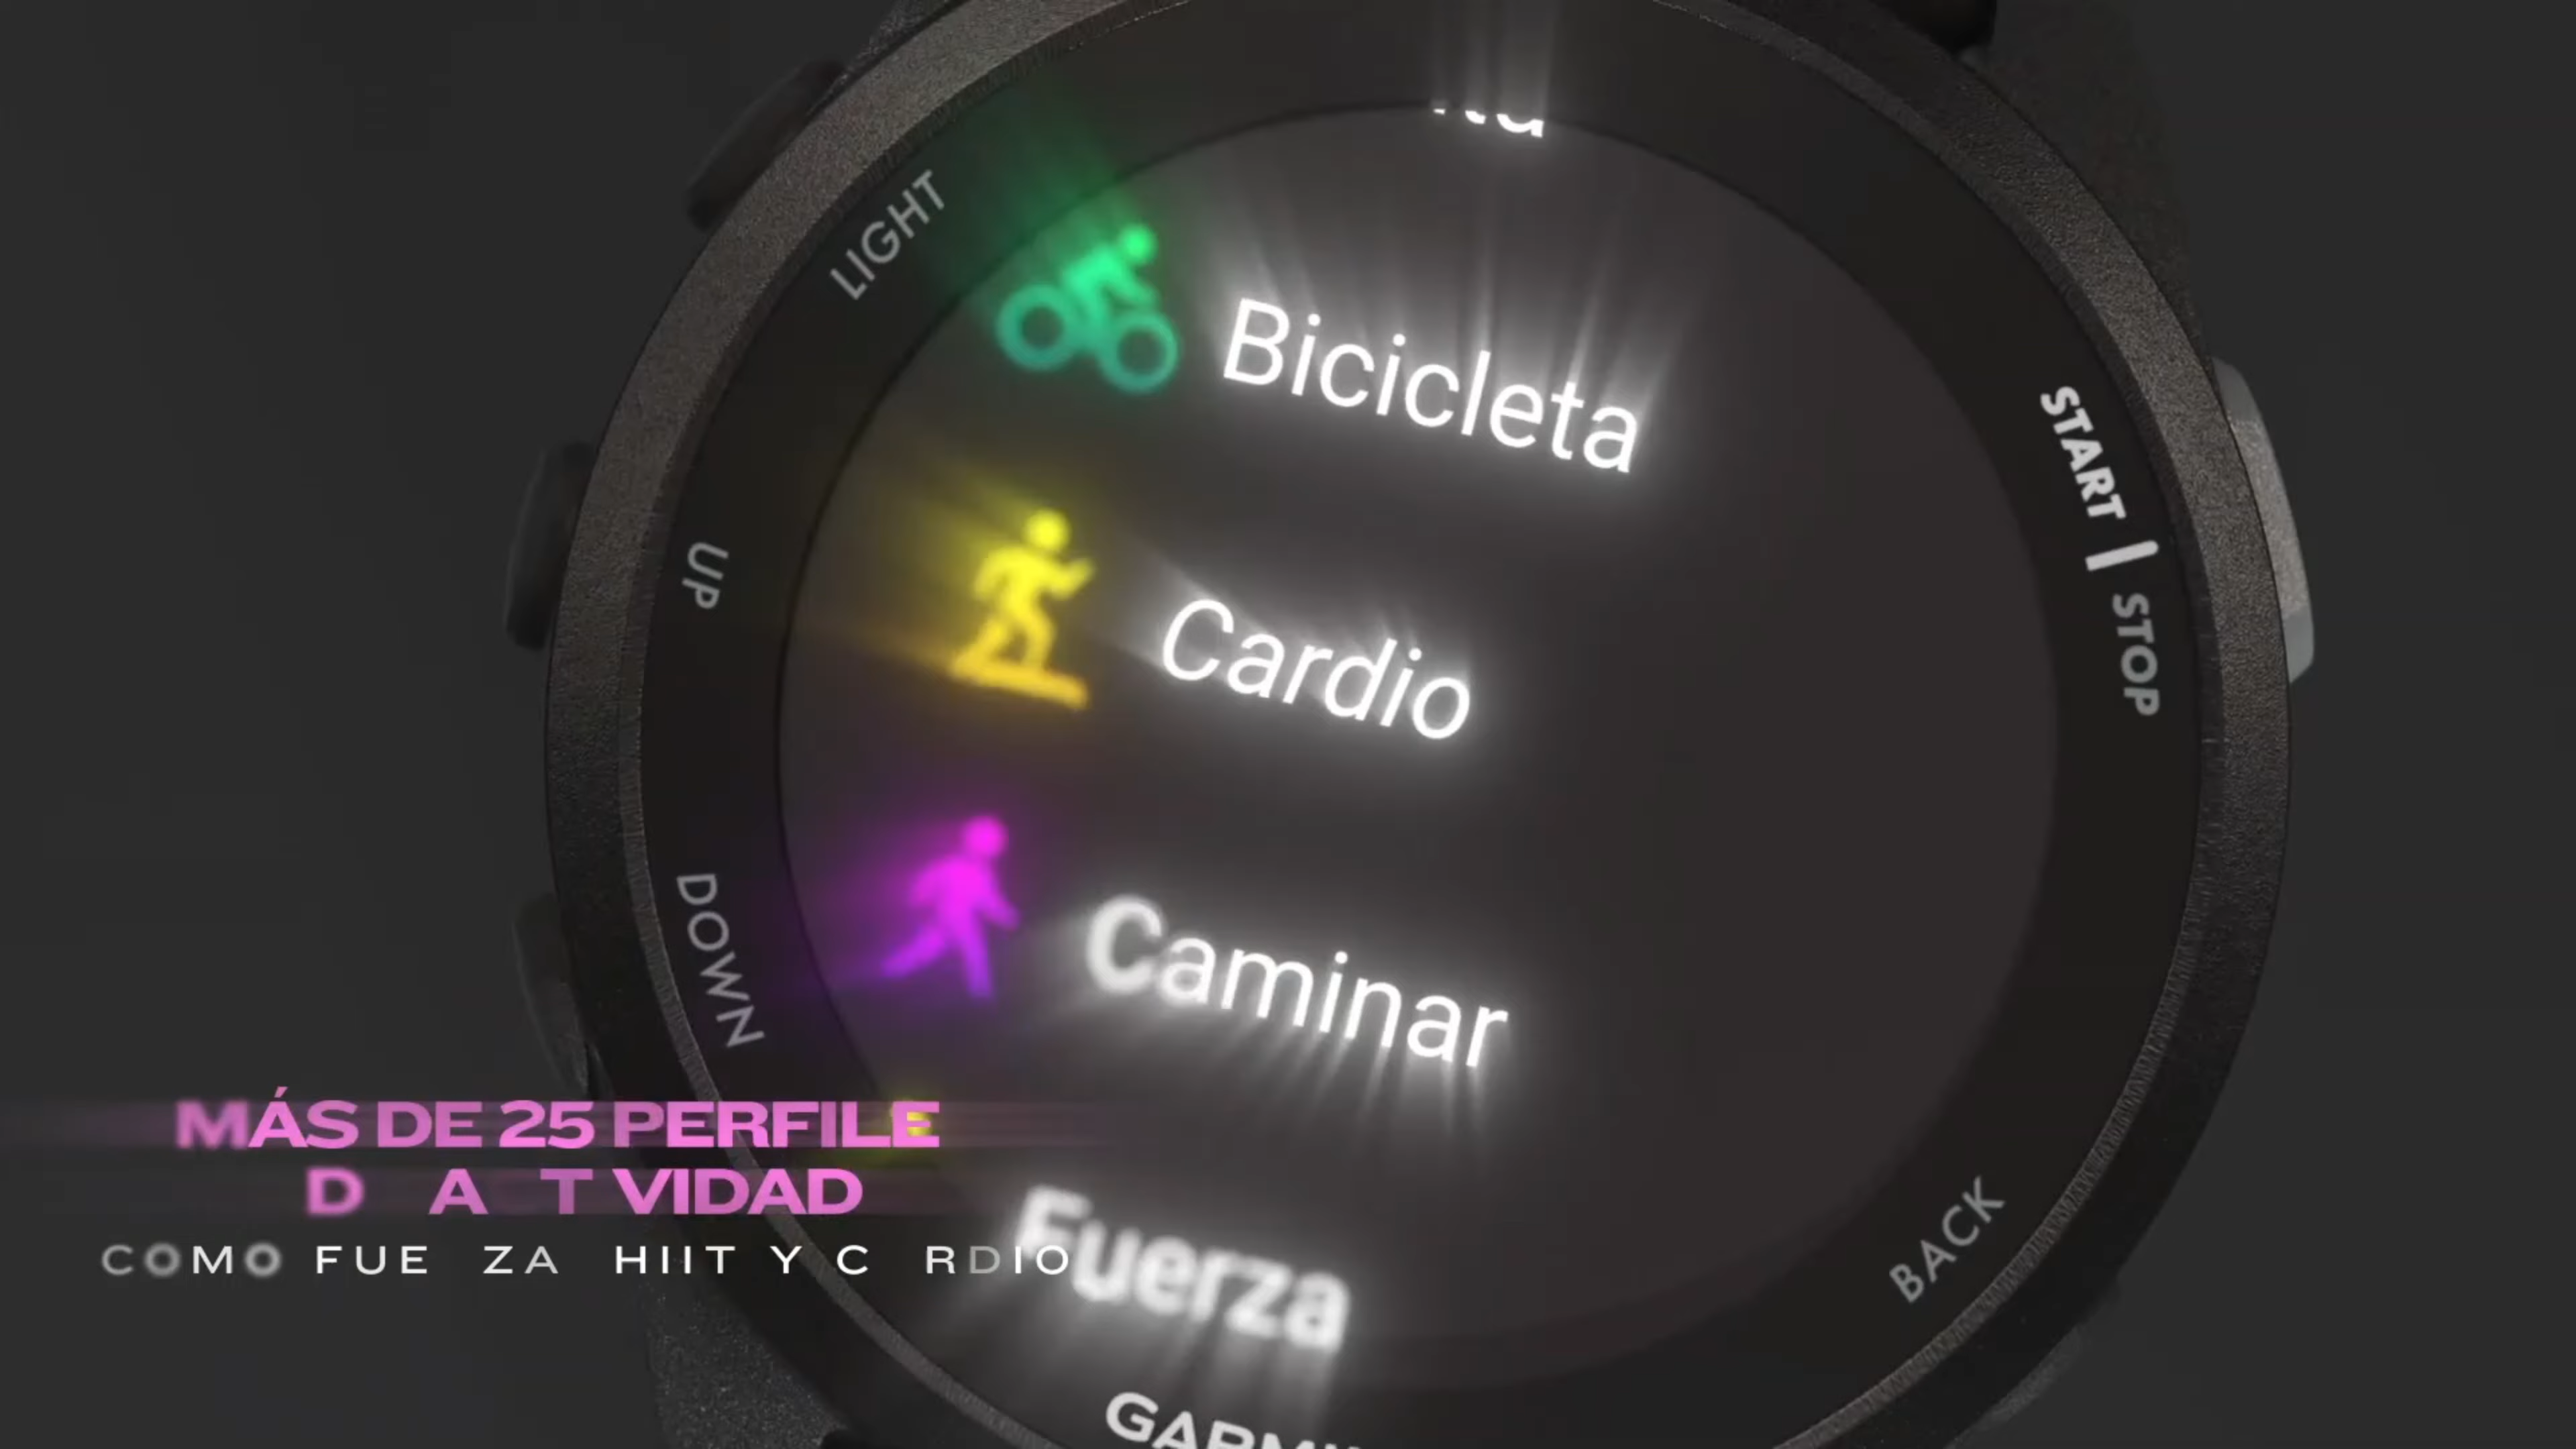 LIGHT
Bicicleta
START | STOP
UP
Cardio
DOWN
Caminar
MÁS DE 25 PERFILE
D A T VIDAD
COMO FUE ZA HIIT Y C RDIO
Fuerza
BACK